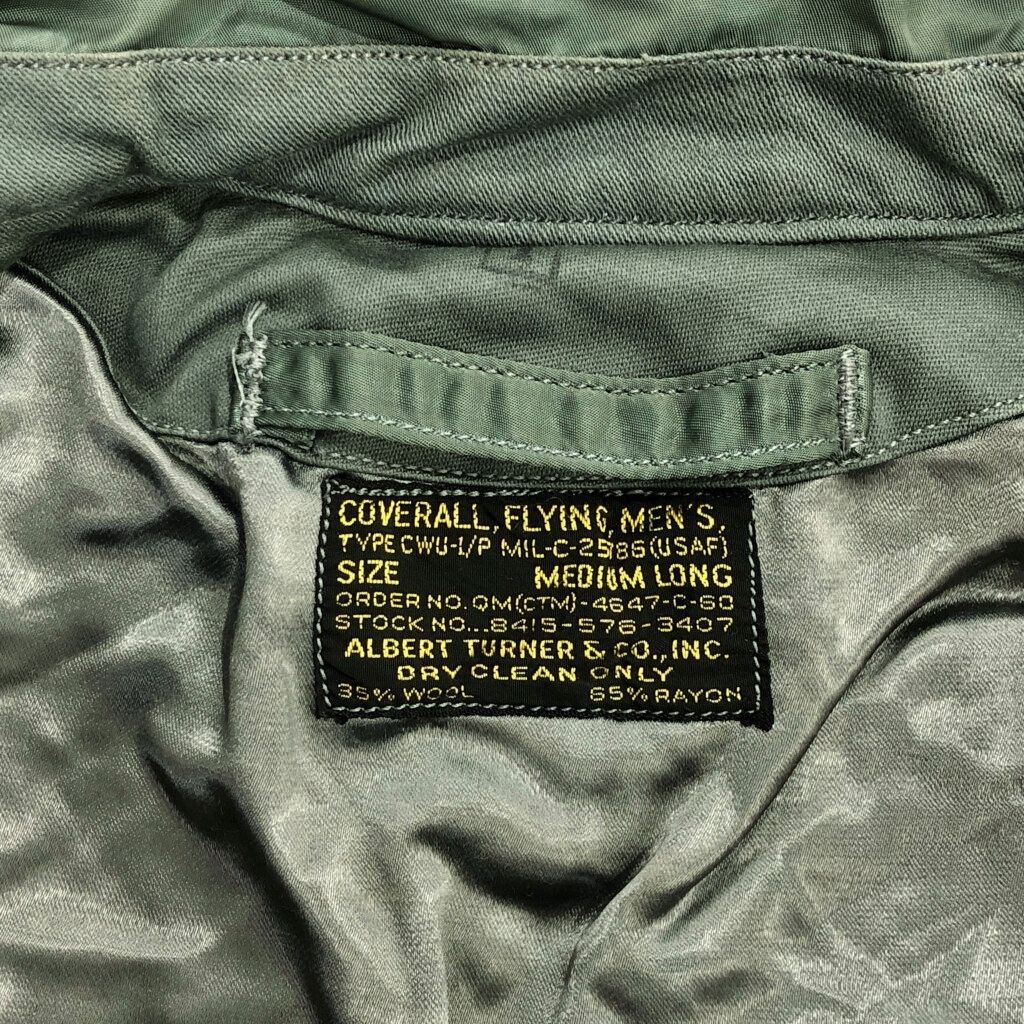 COVERALL, FLYING, MEN'S,
TYPE CWU-1/P MIL-C-25186 (USAF)
SIZE MEDIUM LONG
ORDER NO. QM(CTM)-4647-C-60
STOCK NO...8415-576-3407
ALBERT TURNER & CO., INC.
DRY CLEAN ONLY
35% WOOL 65% RAYON